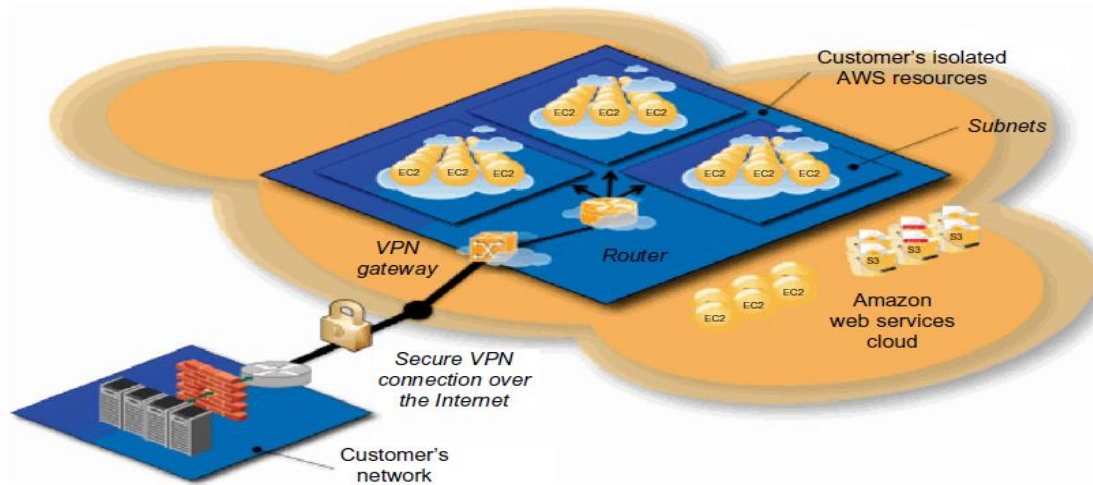 Customer's isolated
AWS resources
Subnets
EC2 EC2 EC2
EC2 EC2 EC2
EC2 EC2 EC2
VPN
gateway
Router
S3 S3 S3
EC2 EC2 EC2
Amazon
web services
cloud
Secure VPN
connection over
the Internet
Customer's
network